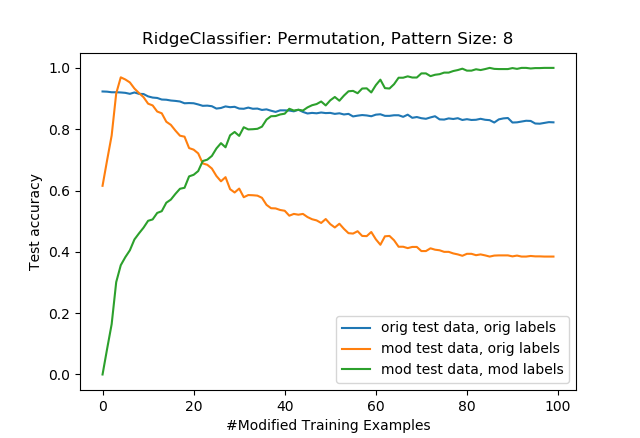 RidgeClassifier: Permutation, Pattern Size: 8
Test accuracy
1.0
0.8
0.6
0.4
0.2
0.0
orig test data, orig labels
mod test data, orig labels
mod test data, mod labels
0 20 40 60 80 100
#Modified Training Examples